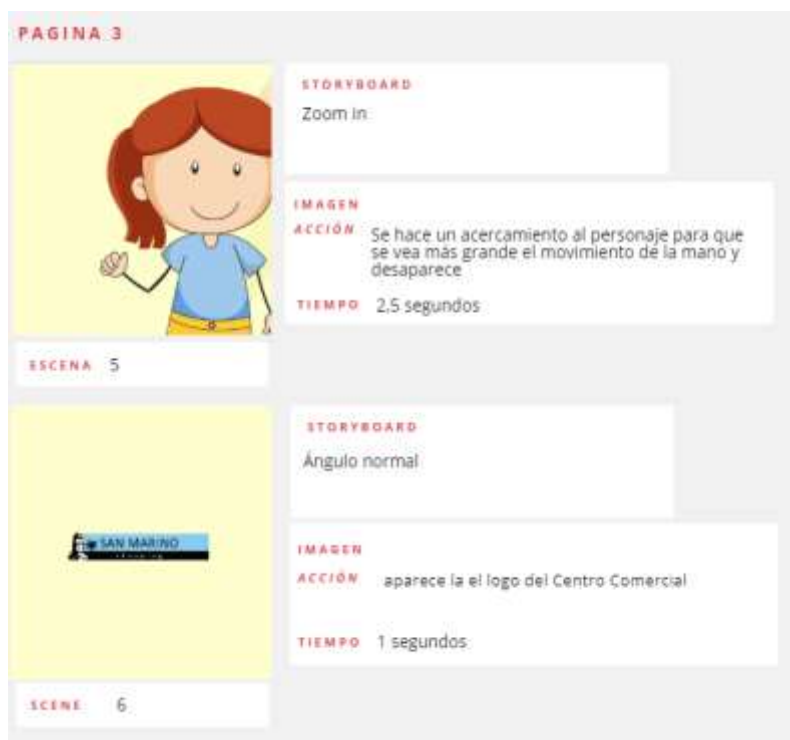 PAGINA 3
STORYBOARD
Zoom in
IMAGEN
ACCIÓN
Se hace un acercamiento al personaje para que
se vea más grande el movimiento de la mano y
desaparece
TIEMPO 2,5 segundos
ESCENA 5
STORYBOARD
Ángulo normal
SAN MARINO
shopping
IMAGEN
ACCIÓN aparece la el logo del Centro Comercial
TIEMPO 1 segundos
SCENE 6